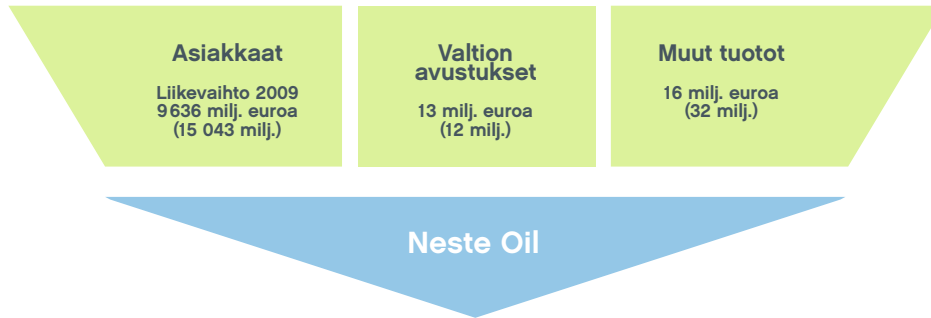 Asiakkaat
Liikevaihto 2009
9 636 milj. euroa
(15 043 milj.)
Valtion
avustukset
13 milj. euroa
(12 milj.)
Muut tuotot
16 milj. euroa
(32 milj.)
Neste Oil